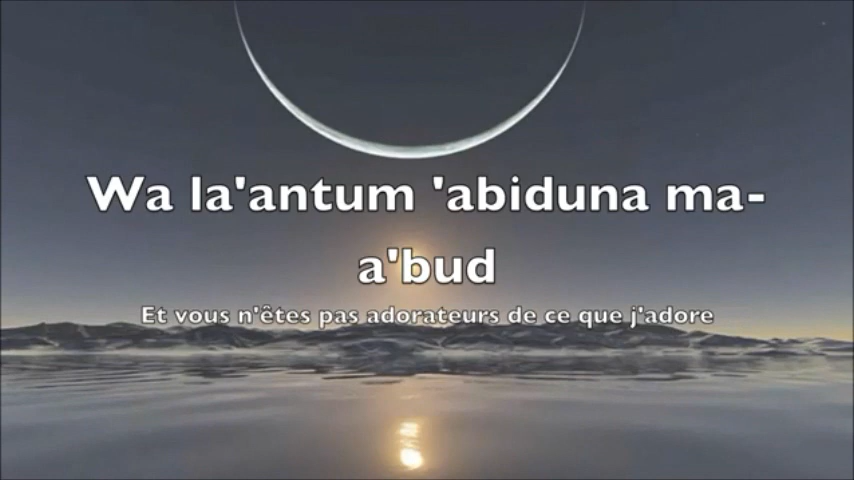 Wa la'antum 'abiduna ma-
a'bud
Et vous n'êtes pas adorateurs de ce que j'adore